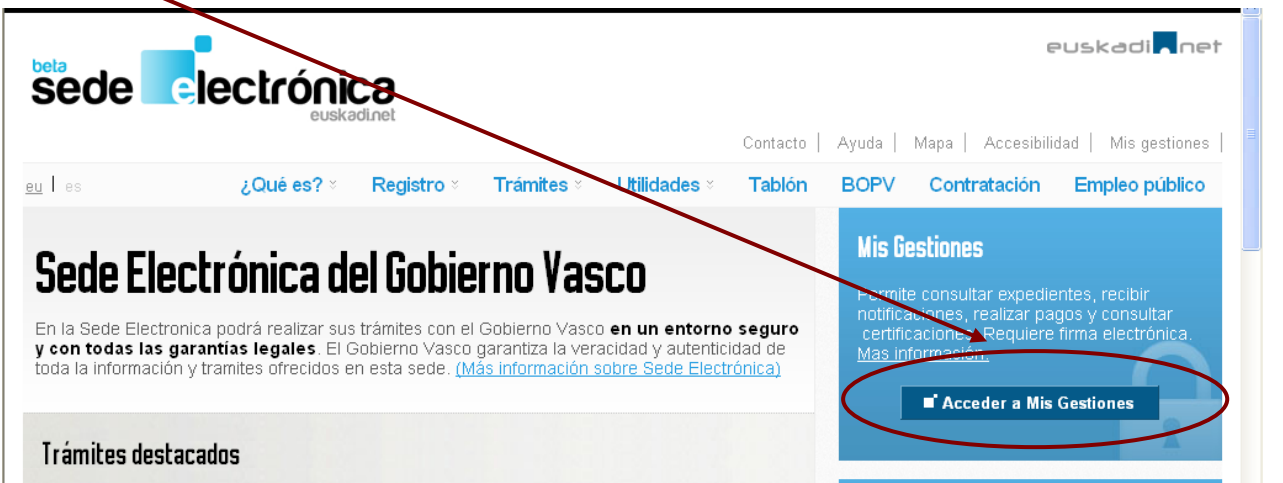 beta
sede electrónica
euskadi.net
euskadi net
Contacto | Ayuda | Mapa | Accesibilidad | Mis gestiones |
eu | es
¿Qué es? Registro Trámites Utilidades Tablón BOPV Contratación Empleo público
Sede Electrónica del Gobierno Vasco
En la Sede Electronica podrá realizar sus trámites con el Gobierno Vasco en un entorno seguro
y con todas las garantías legales. El Gobierno Vasco garantiza la veracidad y autenticidad de
toda la información y tramites ofrecidos en esta sede. (Más información sobre Sede Electrónica)
Trámites destacados
Mis Gestiones
Permite consultar expedientes, recibir
notificaciones, realizar pagos y consultar
certificaciones. Requiere firma electrónica.
Mas información.
Acceder a Mis Gestiones